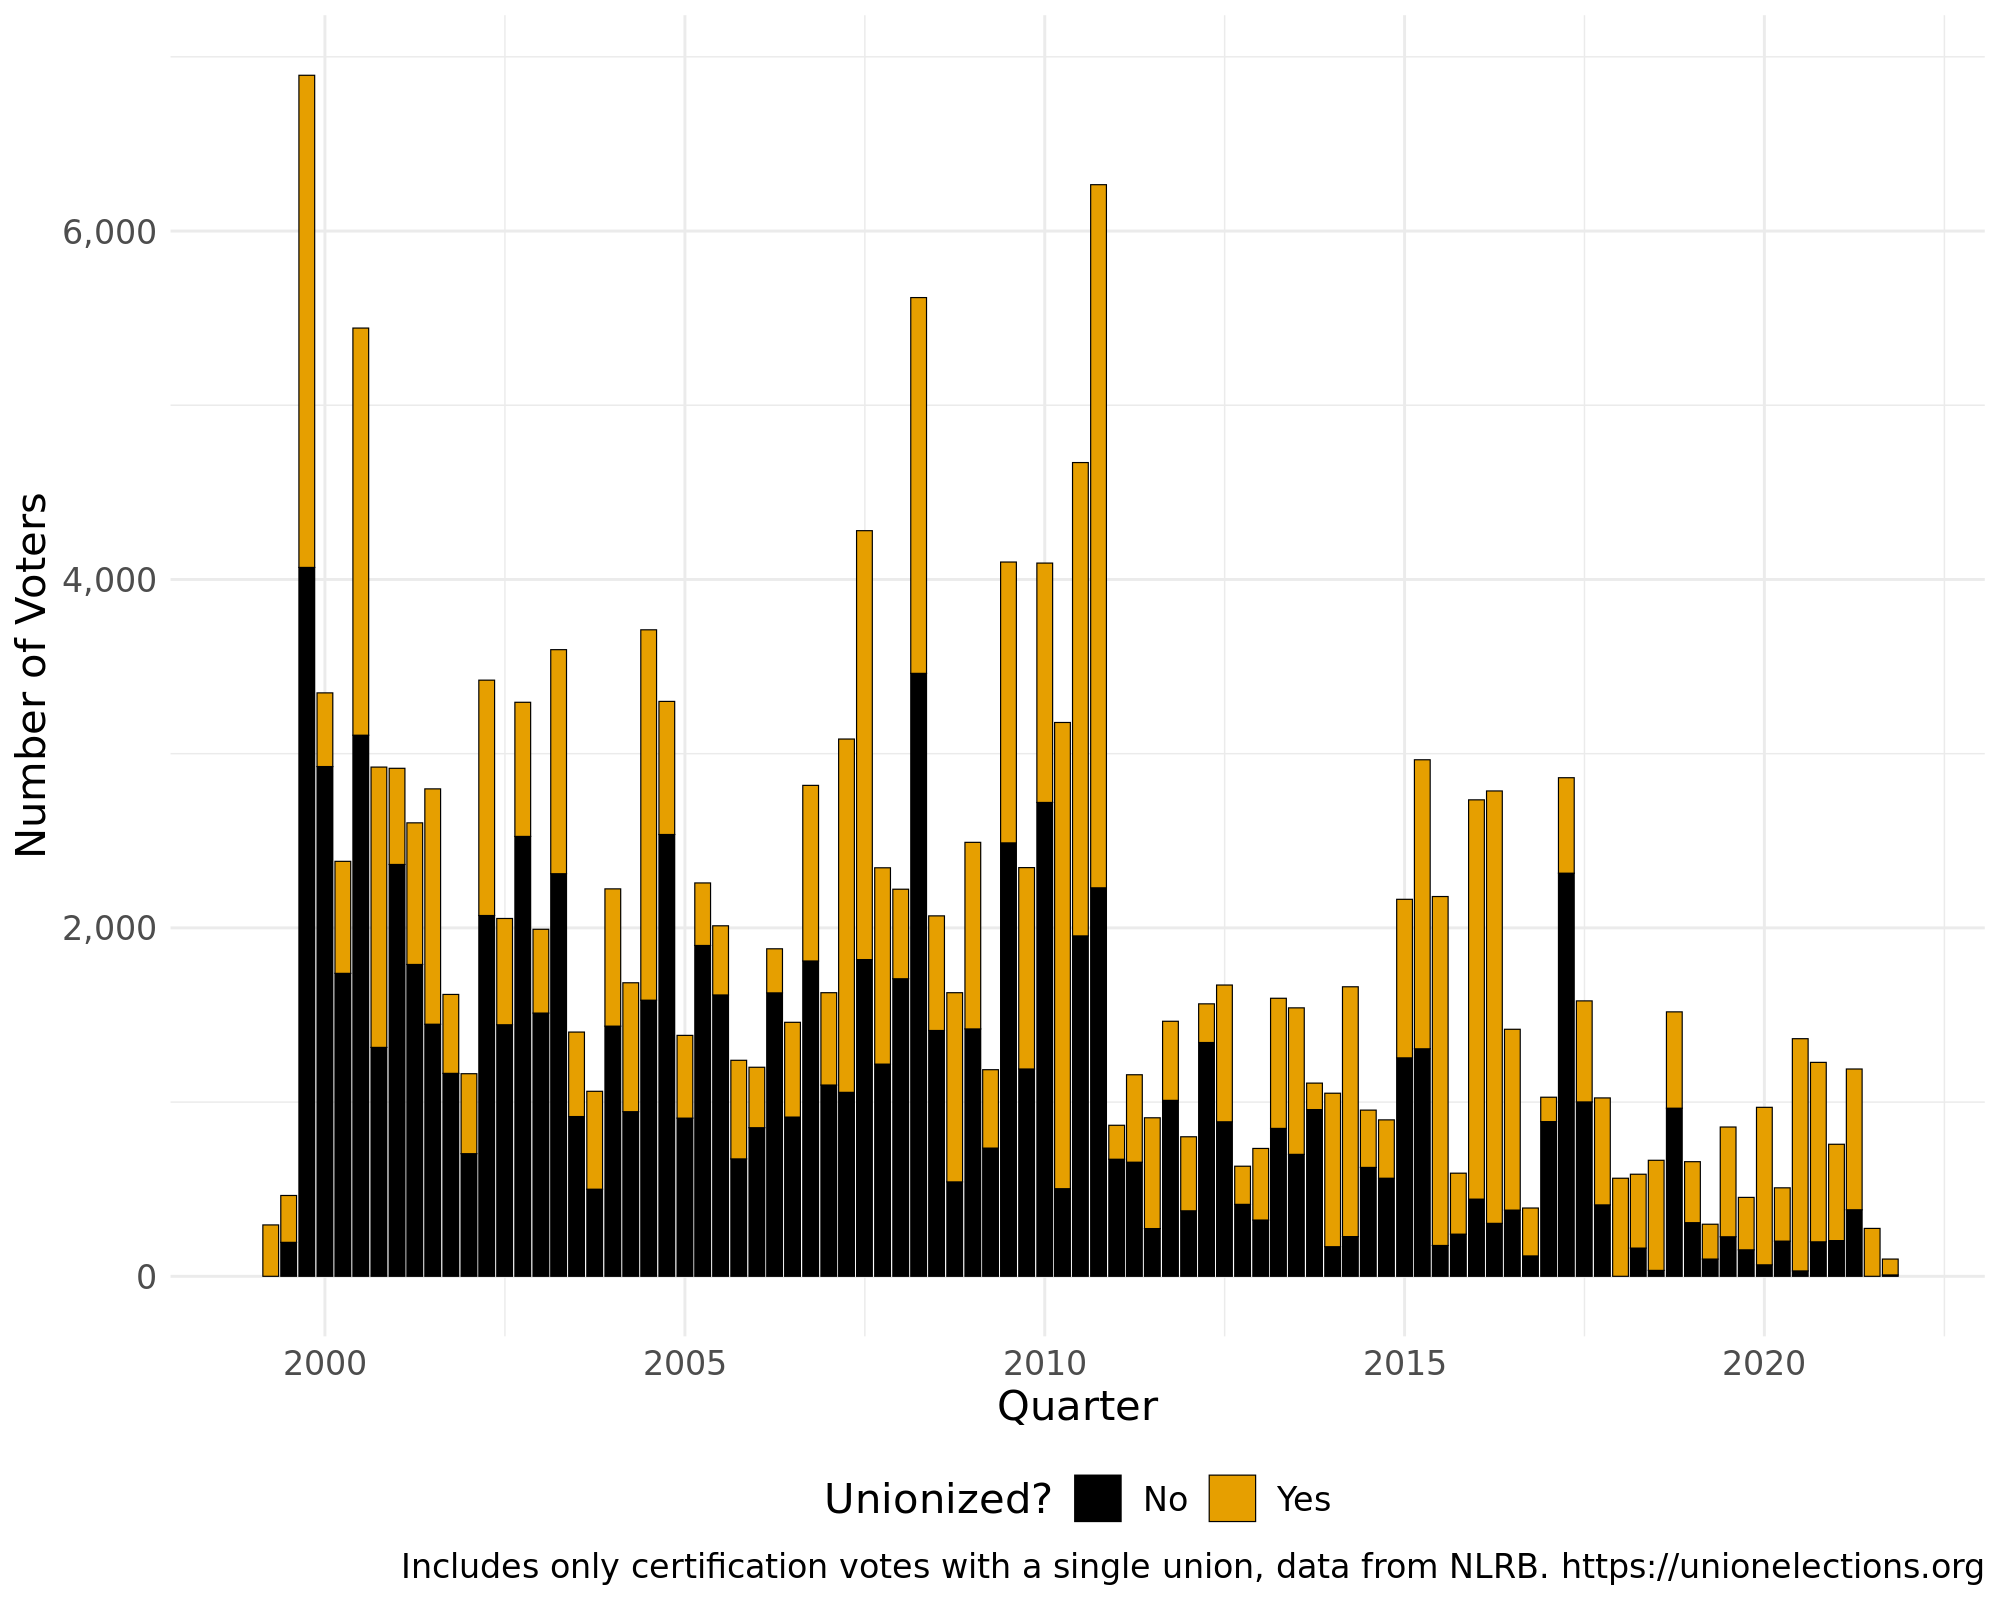 Number of Voters
6,000
4,000
2,000
0
2000 2005 2010 2015 2020
Quarter
Unionized? No Yes
Includes only certification votes with a single union, data from NLRB. https://unionelections.org